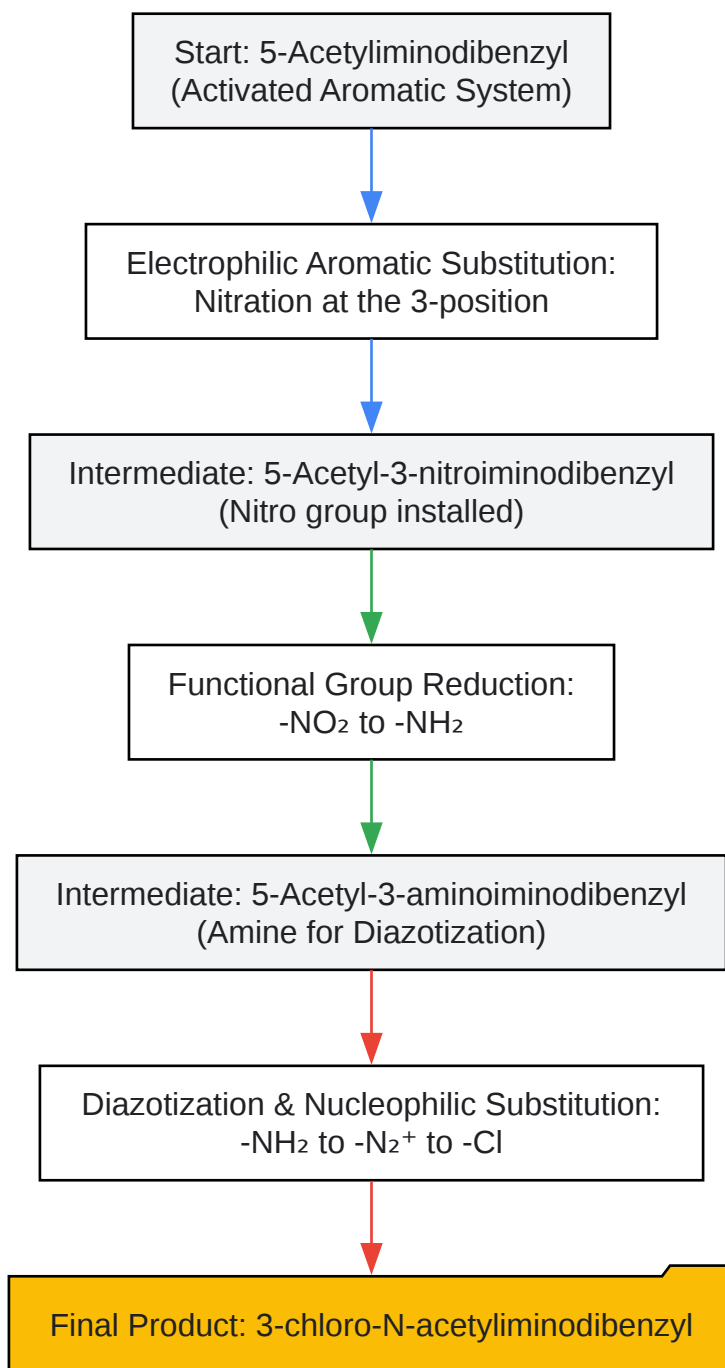 Start: 5-Acetyliminodibenzyl
(Activated Aromatic System)
Electrophilic Aromatic Substitution:
Nitration at the 3-position
Intermediate: 5-Acetyl-3-nitroiminodibenzyl
(Nitro group installed)
Functional Group Reduction:
-NO₂ to -NH₂
Intermediate: 5-Acetyl-3-aminoiminodibenzyl
(Amine for Diazotization)
Diazotization & Nucleophilic Substitution:
-NH₂ to -N₂⁺ to -Cl
Final Product: 3-chloro-N-acetyliminodibenzyl